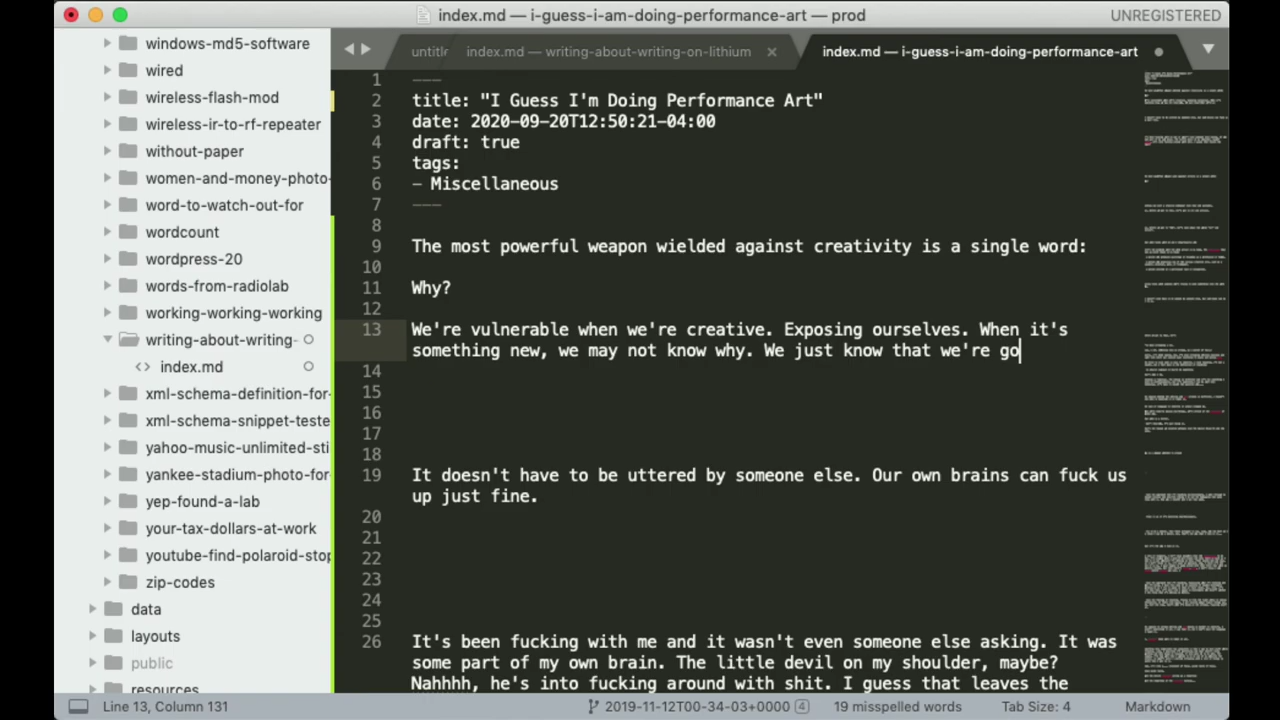 index.md — i-guess-i-am-doing-performance-art — prod
UNREGISTERED
windows-md5-software
wired
wireless-flash-mod
wireless-ir-to-rf-repeater
without-paper
women-and-money-photo-
word-to-watch-out-for
wordcount
wordpress-20
words-from-radiolab
working-working-working
writing-about-writing-
index.md
xml-schema-definition-for-
xml-schema-snippet-teste
yahoo-music-unlimited-sti
yankee-stadium-photo-for-
yep-found-a-lab
your-tax-dollars-at-work
youtube-find-polaroid-stop
zip-codes
data
layouts
public
resources
untitle
index.md — writing-about-writing-on-lithium
index.md — i-guess-i-am-doing-performance-art
1 ---
2 title: "I Guess I'm Doing Performance Art"
3 date: 2020-09-20T12:50:21-04:00
4 draft: true
5 tags:
6 - Miscellaneous
7 ---
8
9 The most powerful weapon wielded against creativity is a single word:
10
11 Why?
12
13 We're vulnerable when we're creative. Exposing ourselves. When it's
something new, we may not know why. We just know that we're go
14
15
16
17
18
19 It doesn't have to be uttered by someone else. Our own brains can fuck us
up just fine.
20
21
22
23
24
25
26 It's ben fucking with me and it wasn't even someone else asking. It was
some part of my own brain. The little devil on my shoulder, maybe?
fucking around with shit. I guess that leaves the
Line 13, Column 131
2019-11-12T00-34-03+0000 4
19 misspelled words
Tab Size: 4
Markdown